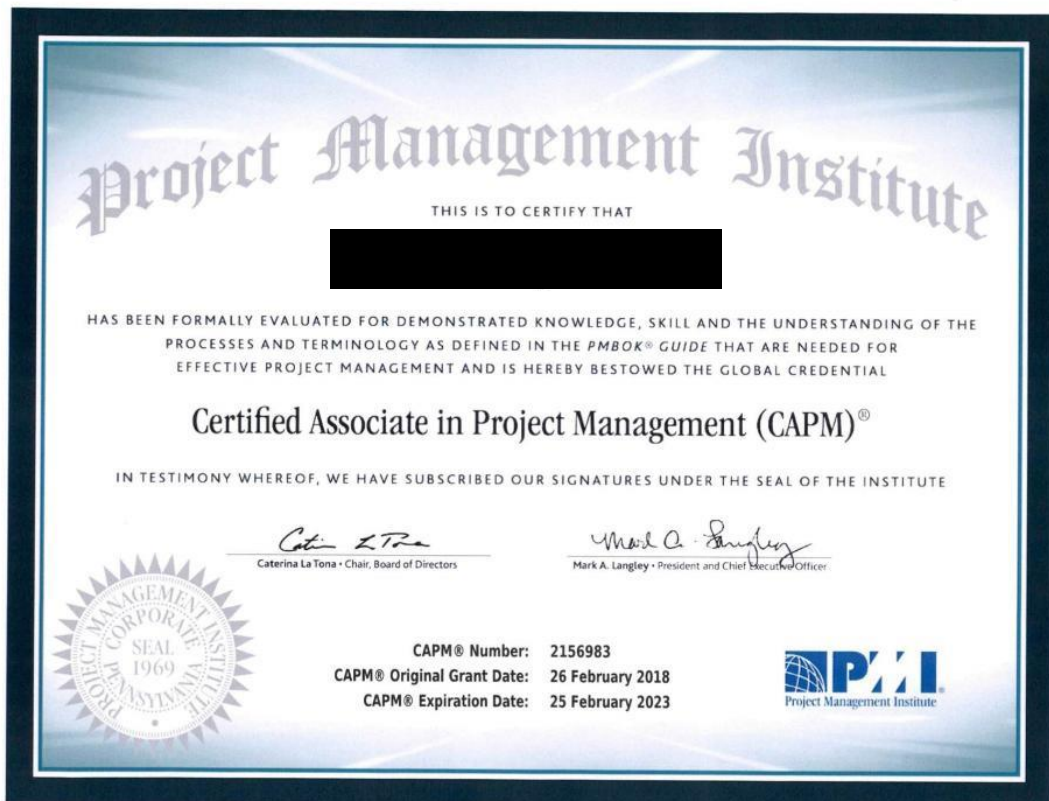 Project Management Institute
THIS IS TO CERTIFY THAT
HAS BEEN FORMALLY EVALUATED FOR DEMONSTRATED KNOWLEDGE, SKILL AND THE UNDERSTANDING OF THE
PROCESSES AND TERMINOLOGY AS DEFINED IN THE PMBOK® GUIDE THAT ARE NEEDED FOR
EFFECTIVE PROJECT MANAGEMENT AND IS HEREBY BESTOWED THE GLOBAL CREDENTIAL
Certified Associate in Project Management (CAPM)®
IN TESTIMONY WHEREOF, WE HAVE SUBSCRIBED OUR SIGNATURES UNDER THE SEAL OF THE INSTITUTE
Mark A. Langley
Caterina La Tona • Chair, Board of Directors
Mark A. Langley • President and Chief Executive Officer
PROJECT MANAGEMENT INSTITUTE
CORPORATE
SEAL
1969
PENNSYLVANIA
CAPM® Number: 2156983
CAPM® Original Grant Date: 26 February 2018
CAPM® Expiration Date: 25 February 2023
PMI
Project Management Institute